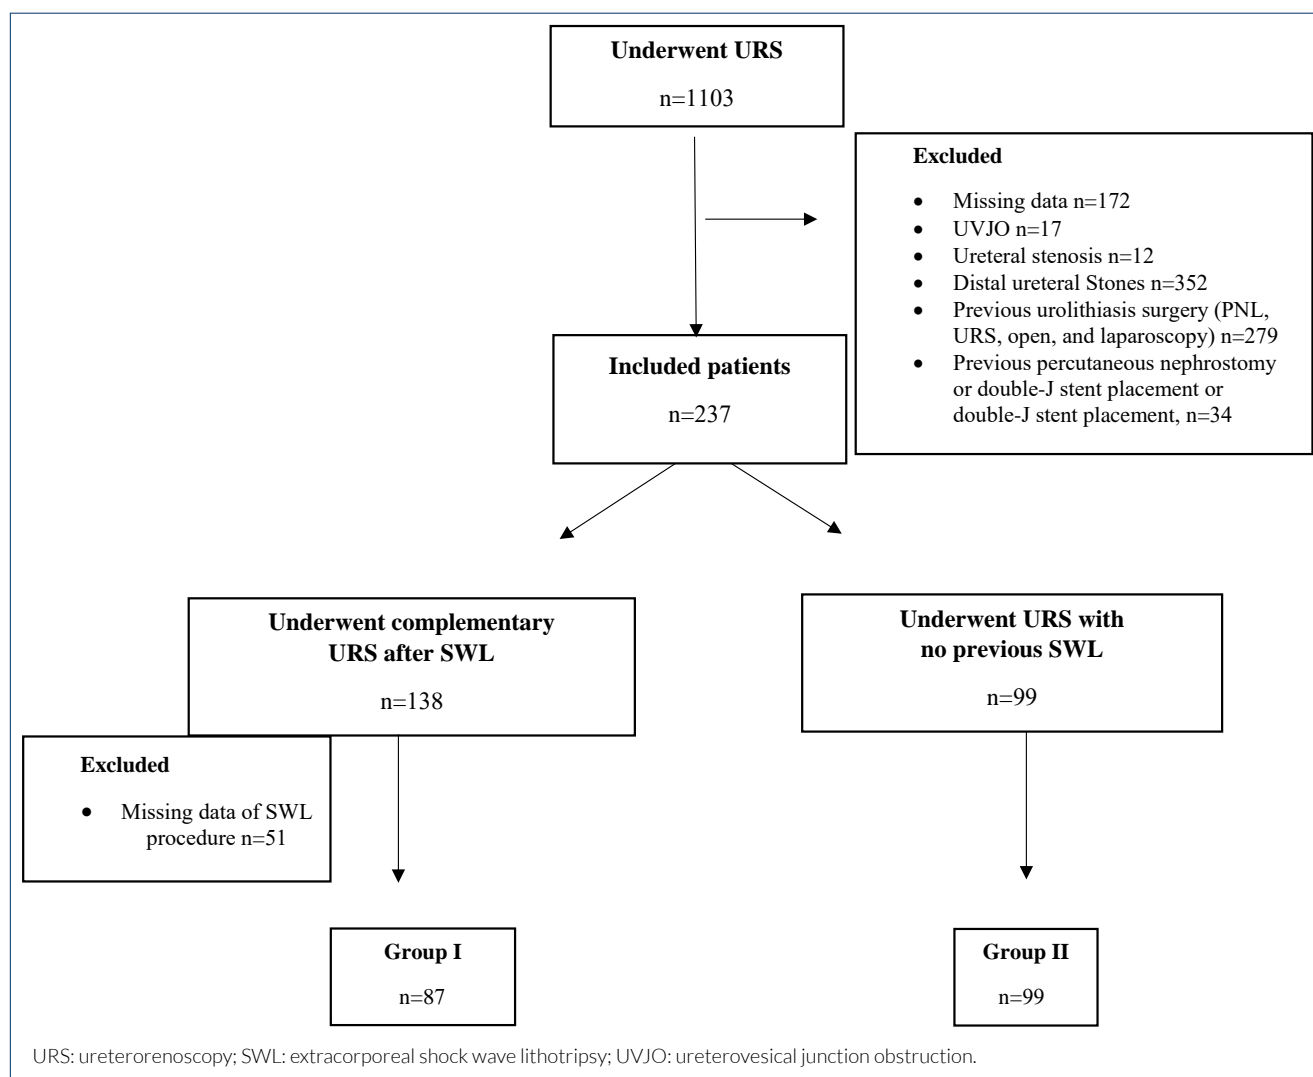 Underwent URS
n=1103
Excluded
• Missing data n=172
• UVJO n=17
• Ureteral stenosis n=12
• Distal ureteral Stones n=352
• Previous urolithiasis surgery (PNL,
URS, open, and laparoscopy) n=279
• Previous percutaneous nephrostomy
or double-J stent placement or
double-J stent placement, n=34
Included patients
n=237
Underwent complementary
URS after SWL
n=138
Underwent URS with
no previous SWL
n=99
Excluded
• Missing data of SWL
procedure n=51
Group I
n=87
Group II
n=99
URS: ureterorenoscopy; SWL: extracorporeal shock wave lithotripsy; UVJO: ureterovesical junction obstruction.